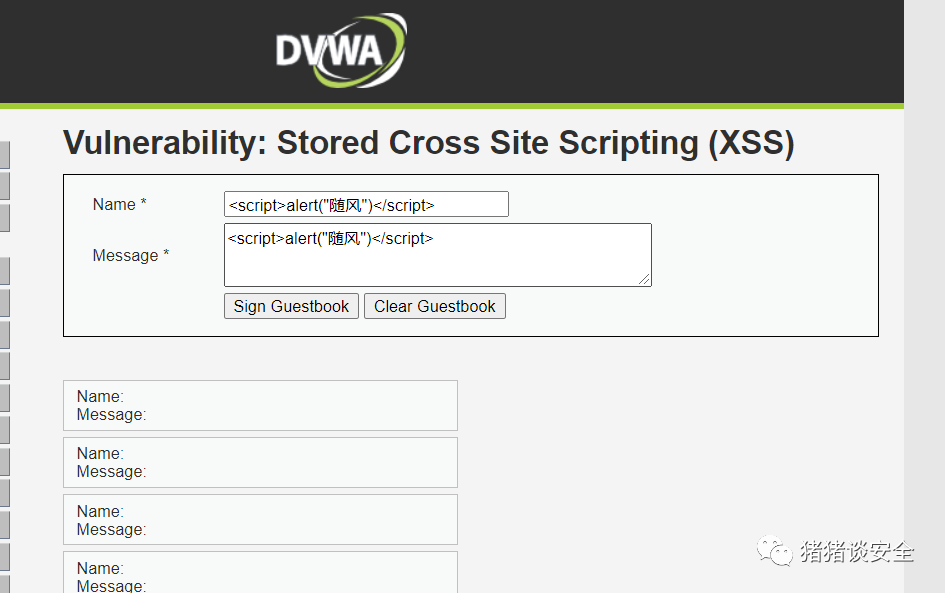 DVWA
Vulnerability: Stored Cross Site Scripting (XSS)
Name * <script>alert("随风")</script>
Message * <script>alert("随风")</script>
Sign Guestbook Clear Guestbook
Name:
Message:
Name:
Message:
Name:
Message:
Name:
Message:
猪猪谈安全